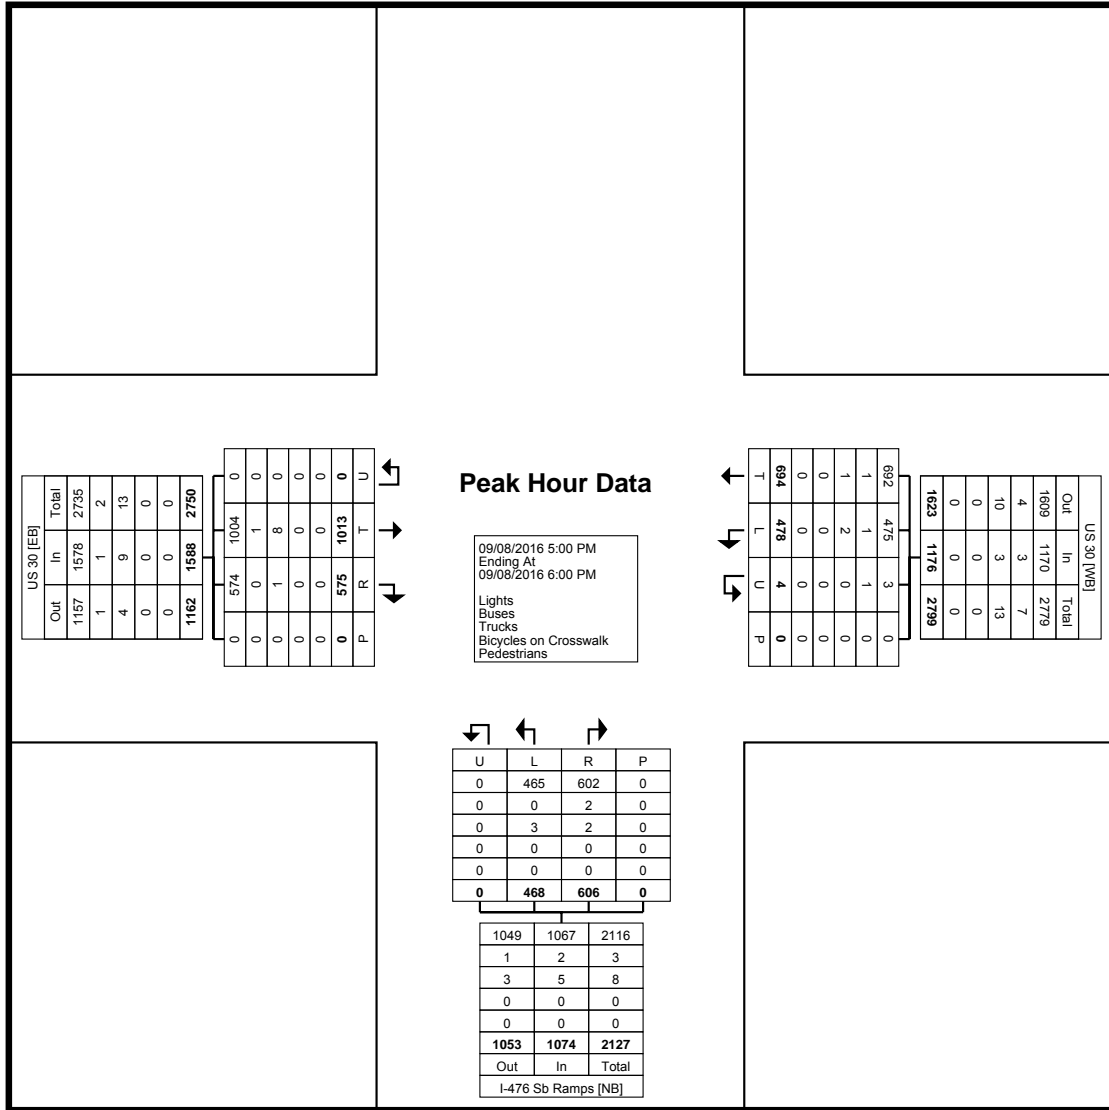 Peak Hour Data
09/08/2016 5:00 PM
Ending At
09/08/2016 6:00 PM
Lights
Buses
Trucks
Bicycles on Crosswalk
Pedestrians
US 30 [EB]
Total 2735 2 13 0 0 2750
In 1578 1 9 0 0 1588
Out 1157 1 4 0 0 1162
0 0 0 0 0 0 U
1004 1 8 0 0 1013 T
574 0 1 0 0 575 R
0 0 0 0 0 0 P
T 694 0 0 1 1 692
L 478 0 0 2 1 475
U 4 0 0 0 1 3
P 0 0 0 0 0 0
US 30 [WB]
Out In Total
1609 1170 2779
4 3 7
10 3 13
0 0 0
0 0 0
1623 1176 2799
U L R P
0 465 602 0
0 0 2 0
0 3 2 0
0 0 0 0
0 0 0 0
0 468 606 0
1049 1067 2116
1 2 3
3 5 8
0 0 0
0 0 0
1053 1074 2127
Out In Total
I-476 Sb Ramps [NB]